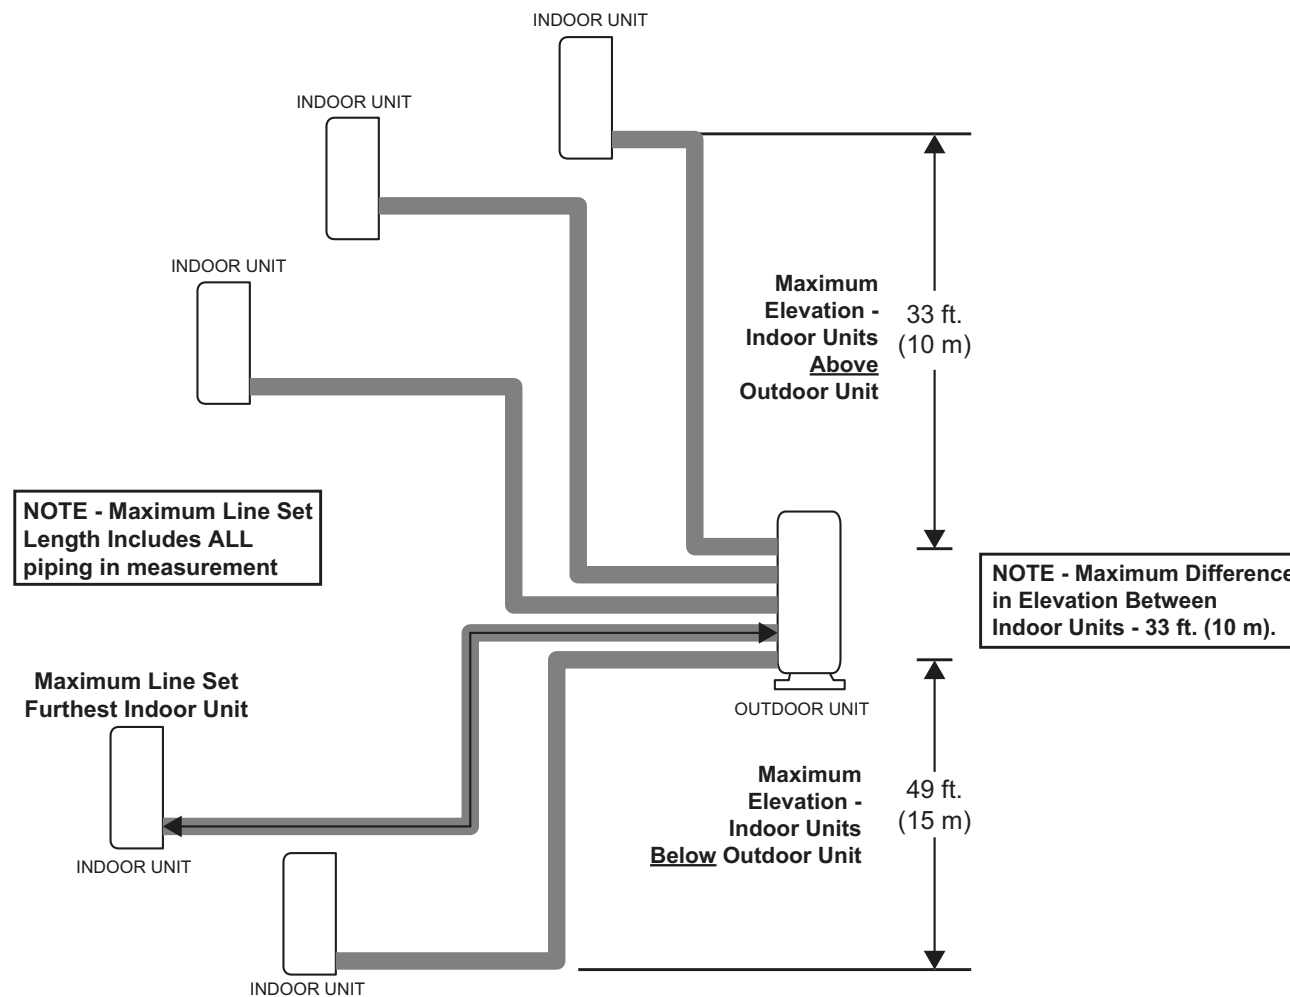 INDOOR UNIT
INDOOR UNIT
INDOOR UNIT
Maximum
Elevation -
Indoor Units
Above
Outdoor Unit
33 ft.
(10 m)
NOTE - Maximum Line Set
Length Includes ALL
piping in measurement
NOTE - Maximum Difference
in Elevation Between
Indoor Units - 33 ft. (10 m).
Maximum Line Set
Furthest Indoor Unit
OUTDOOR UNIT
Maximum
Elevation -
Indoor Units
Below Outdoor Unit
49 ft.
(15 m)
INDOOR UNIT
INDOOR UNIT